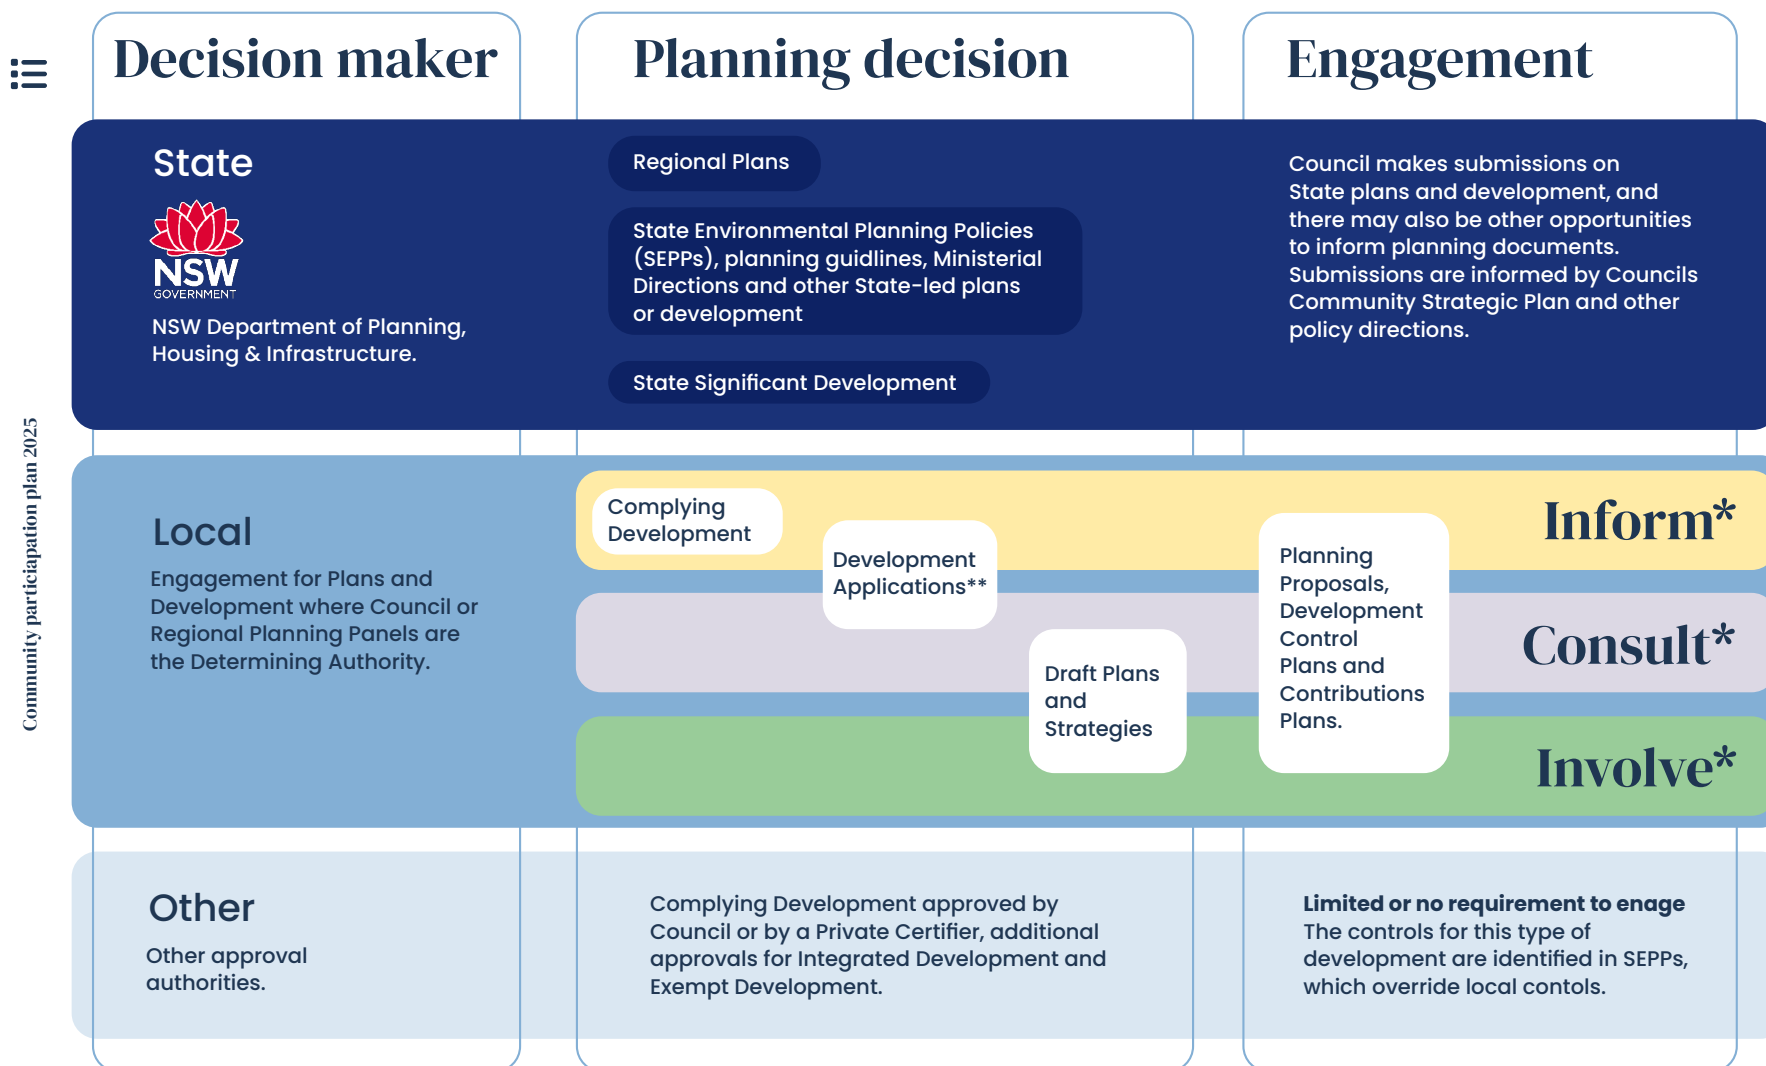 Decision maker
Planning decision
Engagement
State
NSW
GOVERNMENT
NSW Department of Planning,
Housing & Infrastructure.
Regional Plans
State Environmental Planning Policies
(SEPPs), planning guidlines, Ministerial
Directions and other State-led plans
or development
State Significant Development
Council makes submissions on
State plans and development, and
there may also be other opportunities
to inform planning documents.
Submissions are informed by Councils
Community Strategic Plan and other
policy directions.
Community particiapation plan 2025
Local
Engagement for Plans and
Development where Council or
Regional Planning Panels are
the Determining Authority.
Complying
Development
Development
Applications**
Draft Plans
and
Strategies
Planning
Proposals,
Development
Control
Plans and
Contributions
Plans.
Inform*
Consult*
Involve*
Other
Other approval
authorities.
Complying Development approved by
Council or by a Private Certifier, additional
approvals for Integrated Development and
Exempt Development.
Limited or no requirement to enage
The controls for this type of
development are identified in SEPPs,
which override local contols.